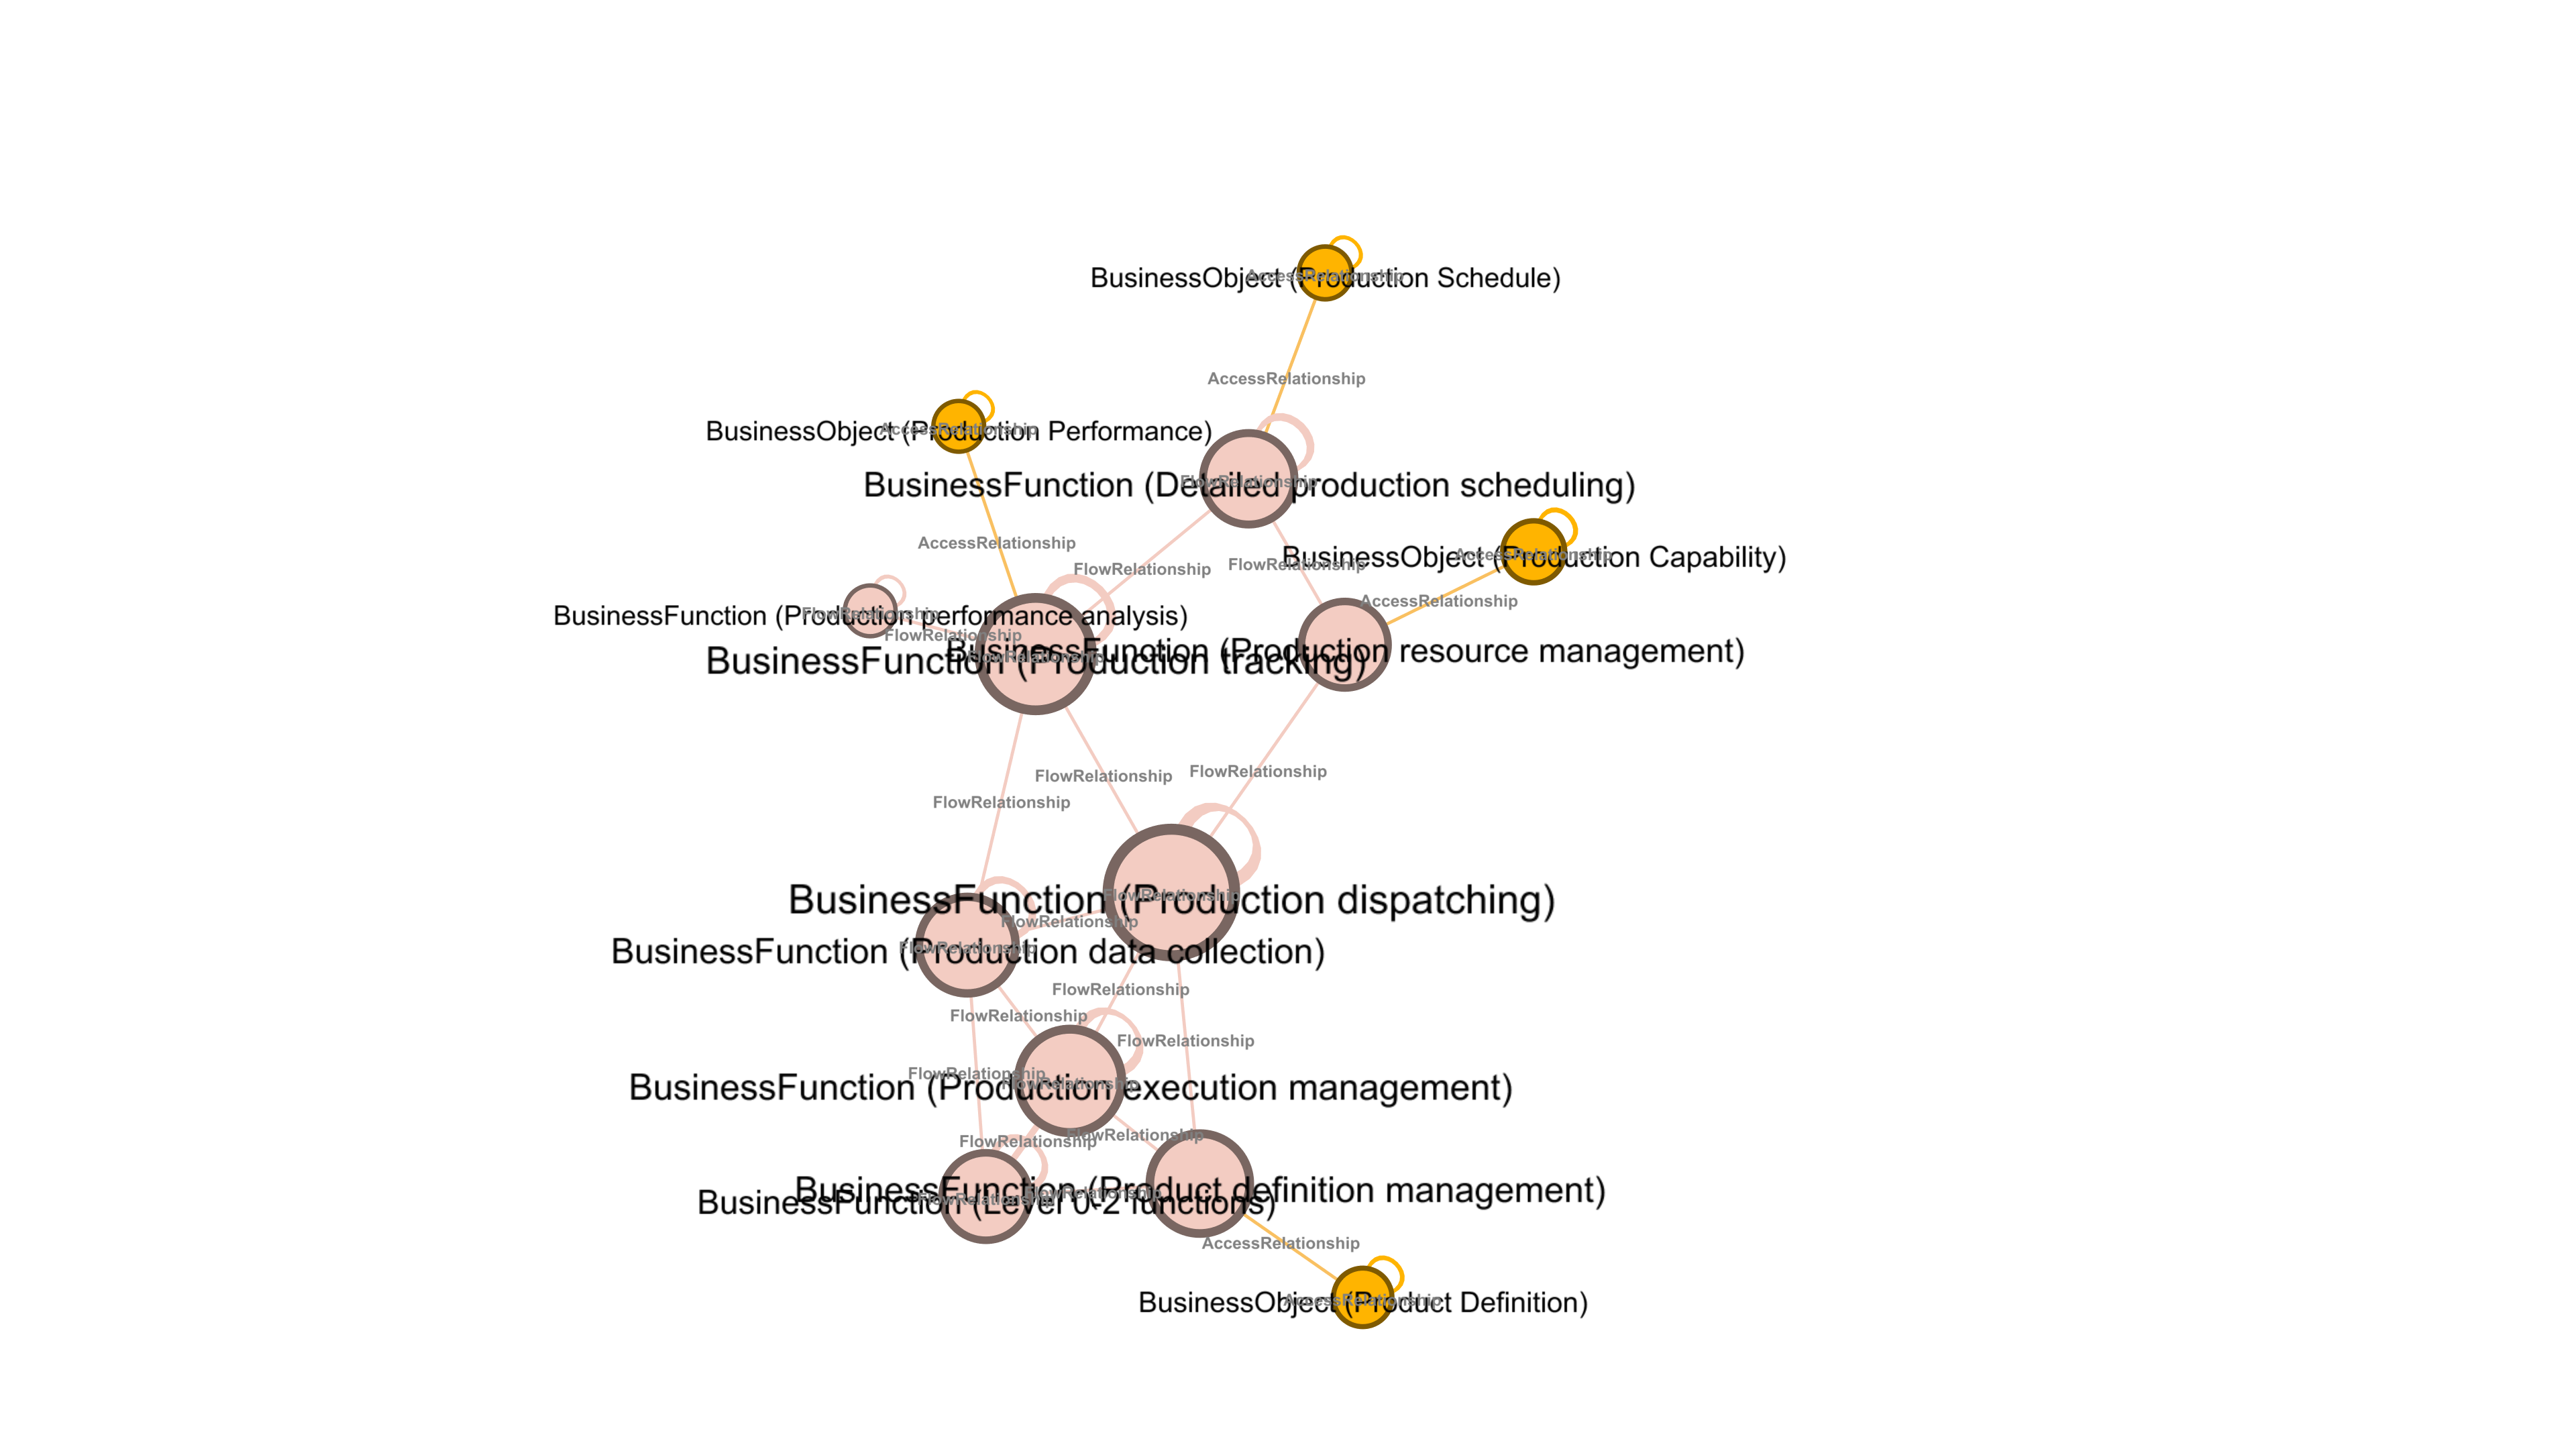 BusinessObject (Production Schedule)
AccessRelationship
AccessRelationship
BusinessObject (Production Performance)
AccessRelationship
BusinessFunction (Detailed production scheduling)
FlowRelationship
AccessRelationship
BusinessObject (Production Capability)
AccessRelationship
FlowRelationship
FlowRelationship
AccessRelationship
BusinessFunction (Production performance analysis)
FlowRelationship
FlowRelationship
BusinessFunction (Production resource management)
BusinessFunction (Production tracking)
FlowRelationship
FlowRelationship
FlowRelationship
FlowRelationship
BusinessFunction (Production dispatching)
FlowRelationship
FlowRelationship
BusinessFunction (Production data collection)
FlowRelationship
FlowRelationship
FlowRelationship
FlowRelationship
FlowRelationship
BusinessFunction (Production execution management)
FlowRelationship
FlowRelationship
FlowRelationship
BusinessFunction (Product definition management)
FlowRelationship
BusinessFunction (Level 0-2 functions)
FlowRelationship
AccessRelationship
BusinessObject (Product Definition)
AccessRelationship